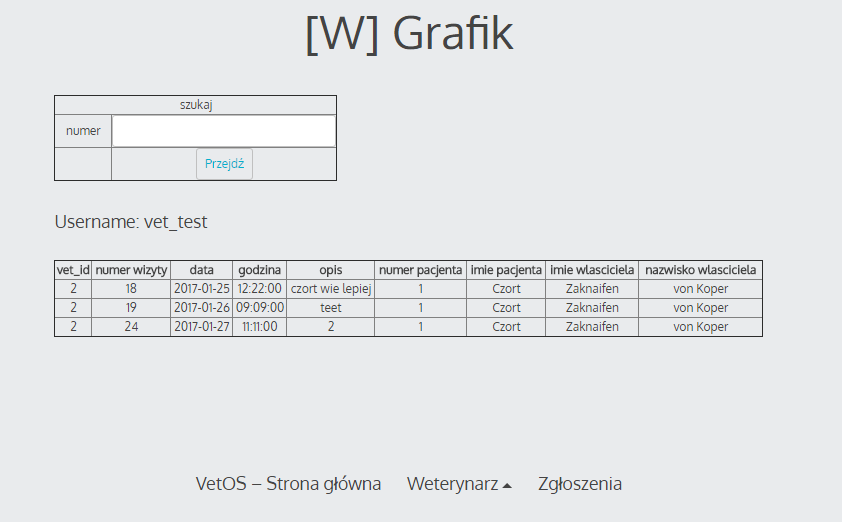 [W] Grafik
szukaj
numer
Przejdź
Username: vet_test
vet_id numer wizyty data godzina opis numer pacjenta imie pacjenta imie wlasciciela nazwisko wlasciciela
2 18 2017-01-25 12:22:00 czort wie lepiej 1 Czort Zaknaifen von Koper
2 19 2017-01-26 09:09:00 teet 1 Czort Zaknaifen von Koper
2 24 2017-01-27 11:11:00 2 1 Czort Zaknaifen von Koper
VetOS – Strona główna Weterynarz Zgłoszenia